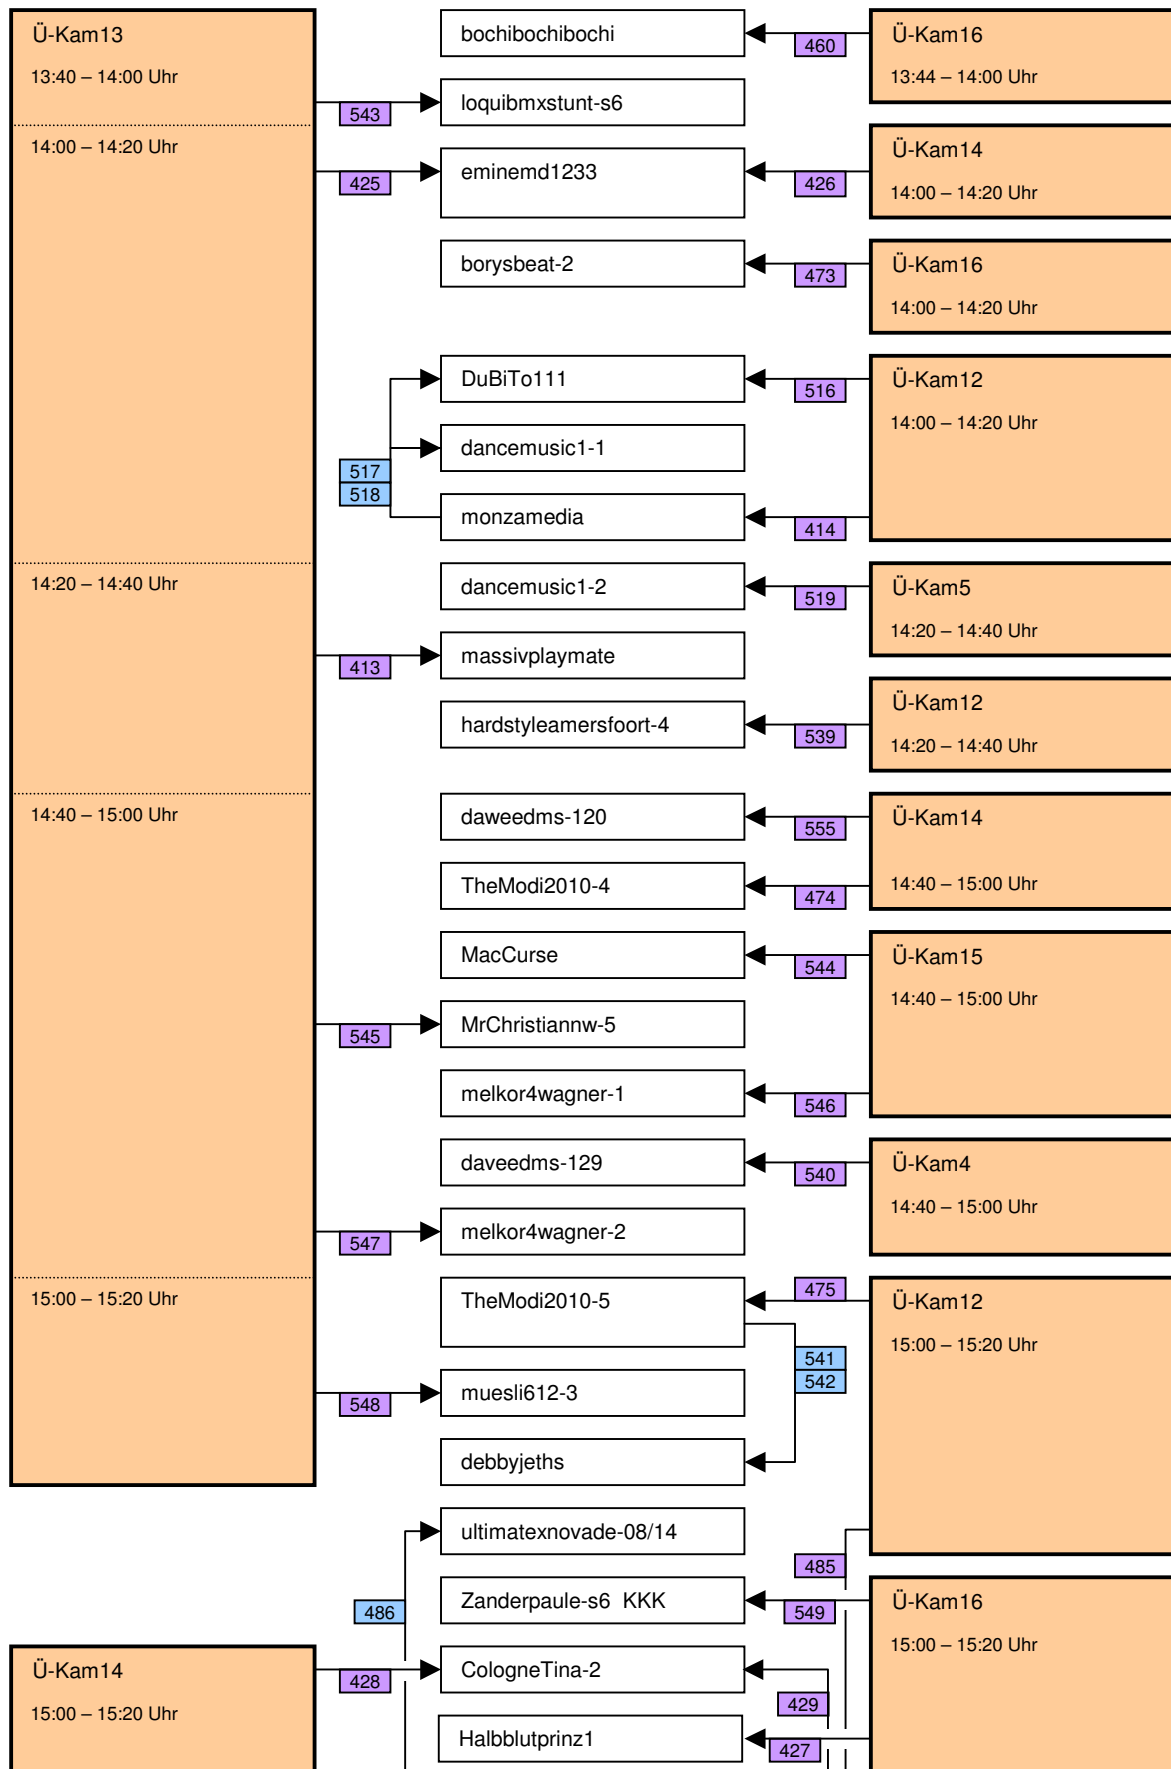 Ü-Kam13
bochibochibochi
460
Ü-Kam16
13:40 – 14:00 Uhr
13:44 – 14:00 Uhr
543
loquibmxstunt-s6
14:00 – 14:20 Uhr
425
eminemd1233
426
Ü-Kam14
14:00 – 14:20 Uhr
borysbeat-2
473
Ü-Kam16
14:00 – 14:20 Uhr
DuBiTo111
516
Ü-Kam12
14:00 – 14:20 Uhr
dancemusic1-1
517
518
monzamedia
414
14:20 – 14:40 Uhr
dancemusic1-2
519
Ü-Kam5
14:20 – 14:40 Uhr
413
massivplaymate
hardstyleamersfoort-4
539
Ü-Kam12
14:20 – 14:40 Uhr
14:40 – 15:00 Uhr
daweedms-120
555
Ü-Kam14
TheModi2010-4
474
14:40 – 15:00 Uhr
MacCurse
544
Ü-Kam15
14:40 – 15:00 Uhr
545
MrChristiannw-5
melkor4wagner-1
546
daveedms-129
540
Ü-Kam4
14:40 – 15:00 Uhr
547
melkor4wagner-2
15:00 – 15:20 Uhr
TheModi2010-5
475
Ü-Kam12
15:00 – 15:20 Uhr
541
542
548
muesli612-3
debbyjeths
ultimatexnovade-08/14
485
486
Zanderpaule-s6 KKK
549
Ü-Kam16
15:00 – 15:20 Uhr
Ü-Kam14
428
CologneTina-2
429
15:00 – 15:20 Uhr
Halbblutprinz1
427